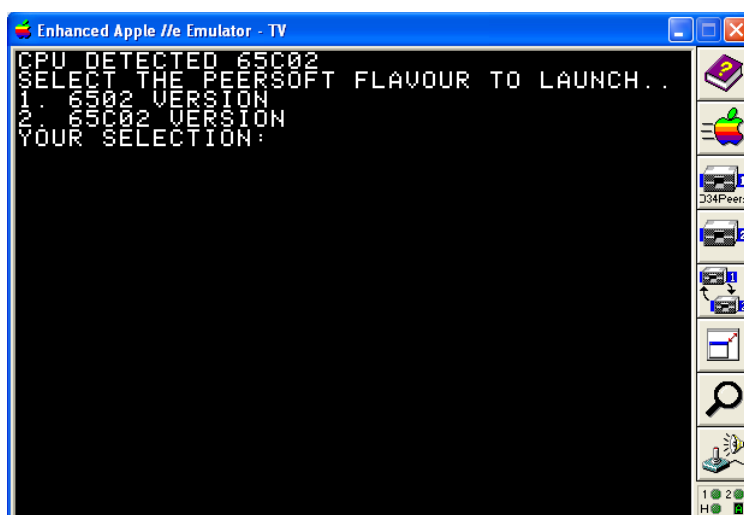 Enhanced Apple //e Emulator - TV
CPU DETECTED 65C02
SELECT THE PEERSOFT FLAVOUR TO LAUNCH..
1. 6502 VERSION
2. 65C02 VERSION
YOUR SELECTION:
1
D34Peers
2
1
2
1 2
H A